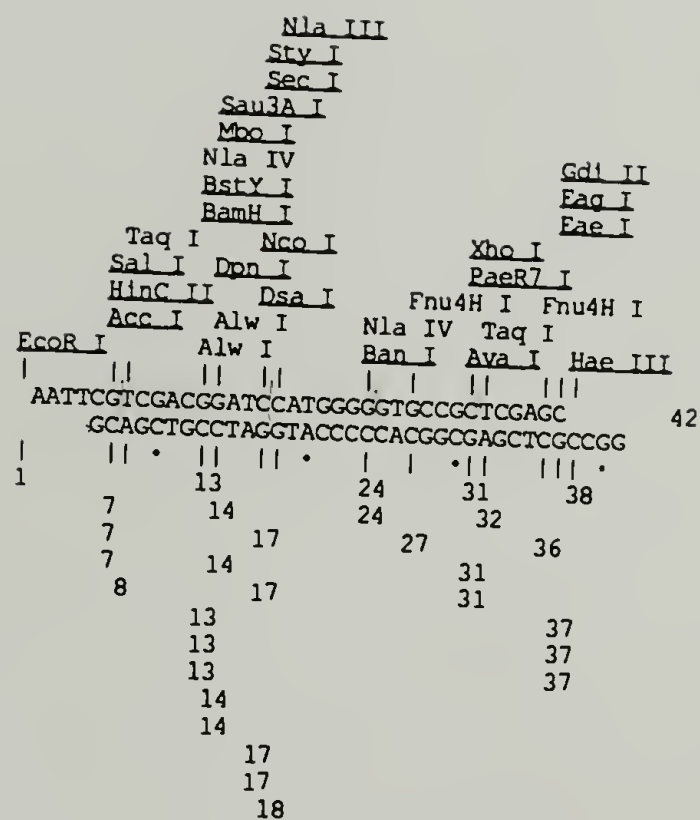 Nla III
Sty I
Sec I
Sau3A I
Mbo I
Nla IV Gdi II
BstY I Eag I
BamH I Eae I
Taq I Nco I Xho I
Sal I Dpn I PaeR7 I
HinC II Dsa I Fnu4H I Fnu4H I
Acc I Alw I Nla IV Taq I
EcoR I Alw I Ban I Ava I Hae III
AATTCGTCGACGGATCCATGGGGGTGCCGCTCGAGC 42
GCAGCTGCCTAGGTACCCCCACGGCGAGCTCGCCGG
1 13 24 31 38
7 14 24 32
7 17 27 36
7 14 31
8 17 31
13 37
13 37
13 37
14
14
17
17
18